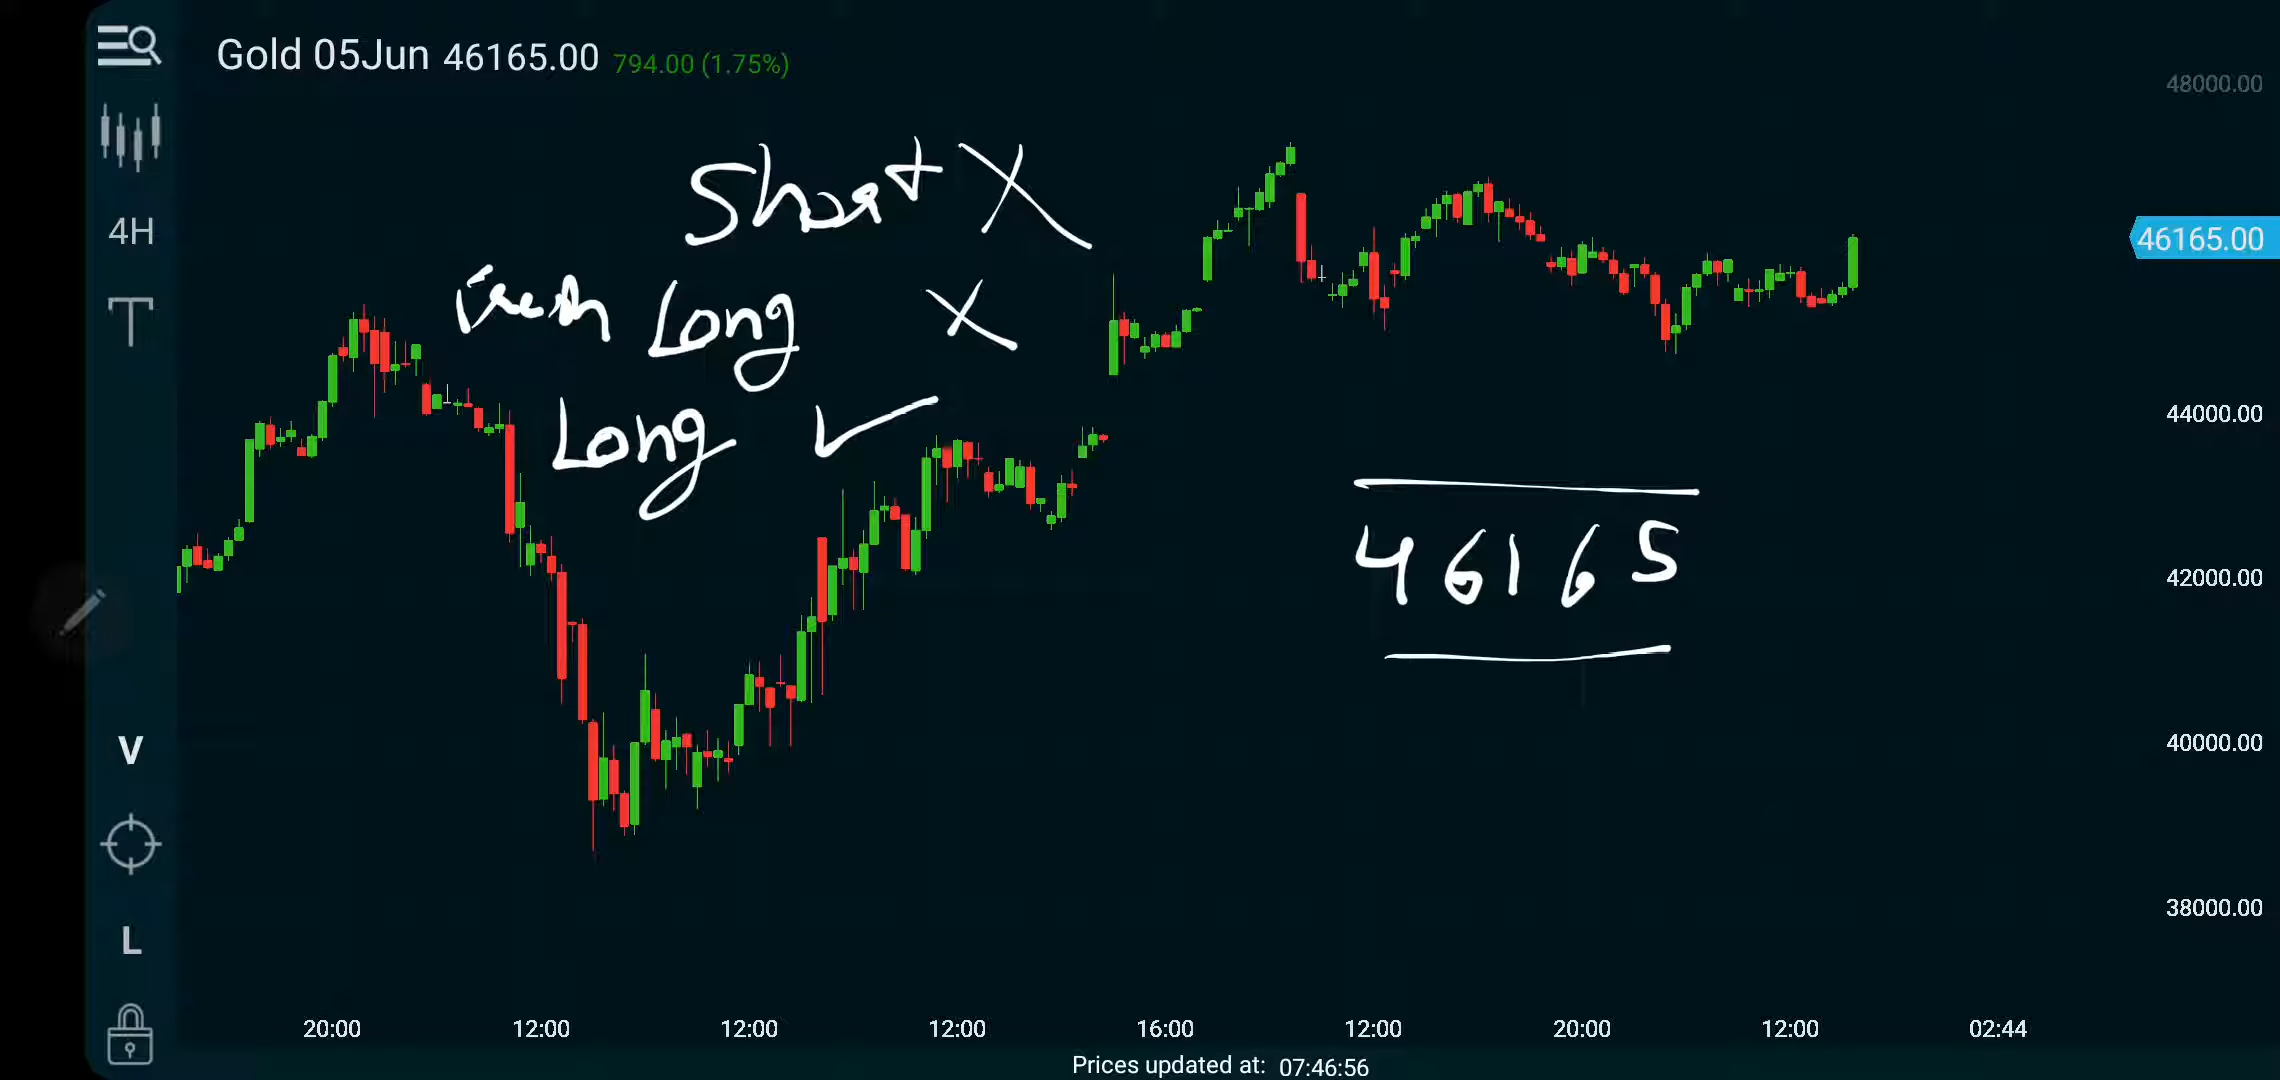 Gold 05Jun 46165.00 794.00 (1.75%)
48000.00
4H
T
Short X
46165.00
Fresh Long X
Long ✓
44000.00
46165
42000.00
V
40000.00
L
38000.00
20:00 12:00 12:00 12:00 16:00 12:00 20:00 12:00 02:44
Prices updated at: 07:46:56